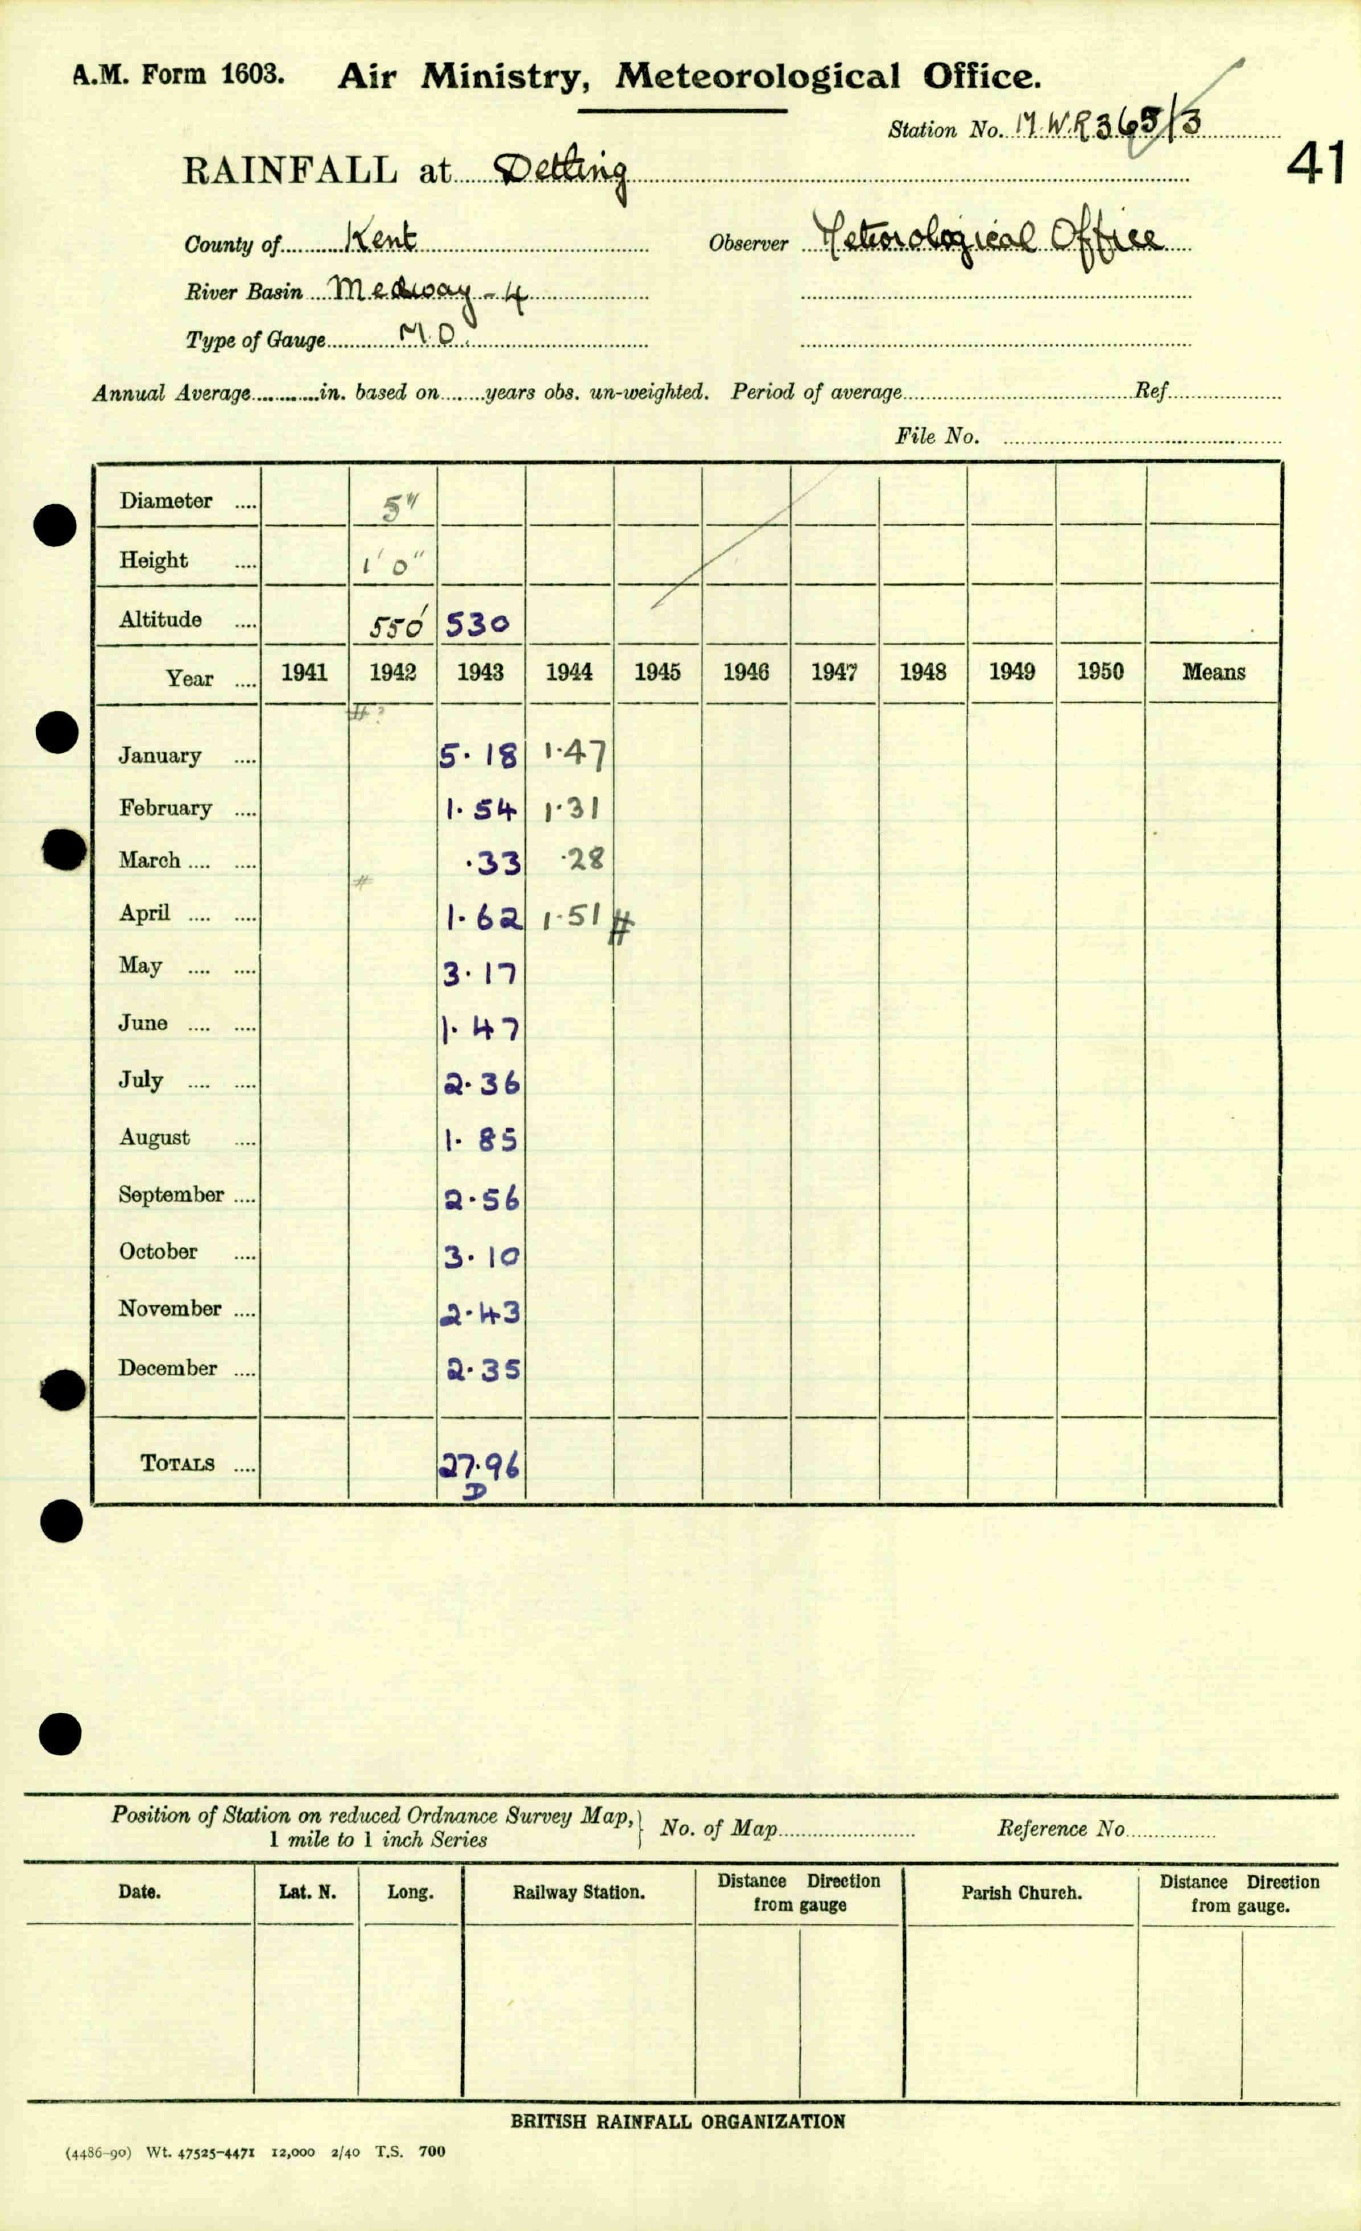 A.M. Form 1603. Air Ministry, Meteorological Office.
Station No. M.W.R 365/3
41
RAINFALL at Detling
County of Kent Observer Meteorological Office
River Basin Medway - 4
Type of Gauge M.O.
Annual Average............in. based on........years obs. un-weighted. Period of average........................Ref.............
File No. ........................
Diameter .... 5"
Height .... 1' 0"
Altitude .... 550' 530
Year .... 1941 1942 1943 1944 1945 1946 1947 1948 1949 1950 Means
# ?
January .... 5.18 1.47
February .... 1.54 1.31
March .... .... .33 .28
#
April .... .... 1.62 1.51 #
May .... .... 3.17
June .... .... 1.47
July .... .... 2.36
August .... 1.85
September .... 2.56
October .... 3.10
November .... 2.43
December .... 2.35
TOTALS .... 27.96
D
Position of Station on reduced Ordnance Survey Map, } No. of Map............ Reference No............
1 mile to 1 inch Series
Date. Lat. N. Long. Railway Station. Distance Direction from gauge Parish Church. Distance Direction from gauge.
BRITISH RAINFALL ORGANIZATION
(4486-90) Wt. 47525-4471 12,000 2/40 T.S. 700